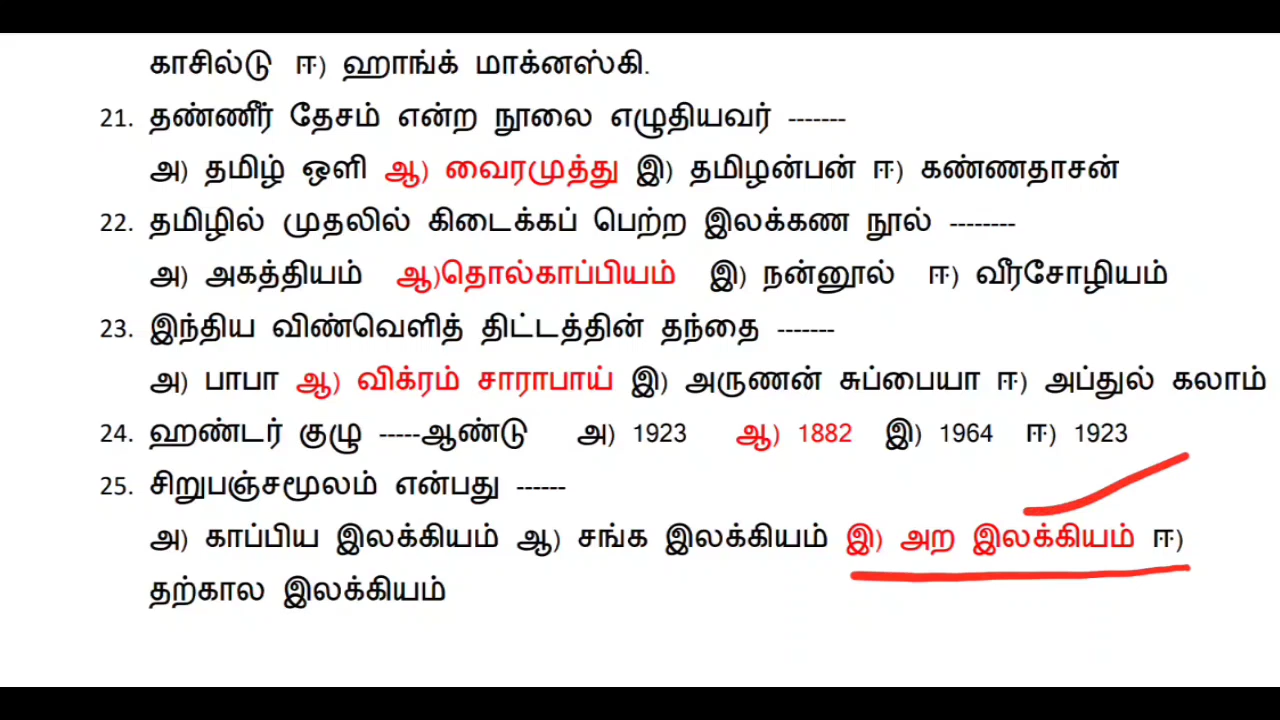 காசில்டு ஈ) ஹாங்க் மாக்னஸ்கி.
21. தண்ணீர் தேசம் என்ற நூலை எழுதியவர் -------
அ) தமிழ் ஒளி ஆ) வைரமுத்து இ) தமிழன்பன் ஈ) கண்ணதாசன்
22. தமிழில் முதலில் கிடைக்கப் பெற்ற இலக்கண நூல் --------
அ) அகத்தியம் ஆ)தொல்காப்பியம் இ) நன்னூல் ஈ) வீரசோழியம்
23. இந்திய விண்வெளித் திட்டத்தின் தந்தை -------
அ) பாபா ஆ) விக்ரம் சாராபாய் இ) அருணன் சுப்பையா ஈ) அப்துல் கலாம்
24. ஹண்டர் குழு -----ஆண்டு அ) 1923 ஆ) 1882 இ) 1964 ஈ) 1923
25. சிறுபஞ்சமூலம் என்பது ------
அ) காப்பிய இலக்கியம் ஆ) சங்க இலக்கியம் இ) அற இலக்கியம் ஈ)
தற்கால இலக்கியம்